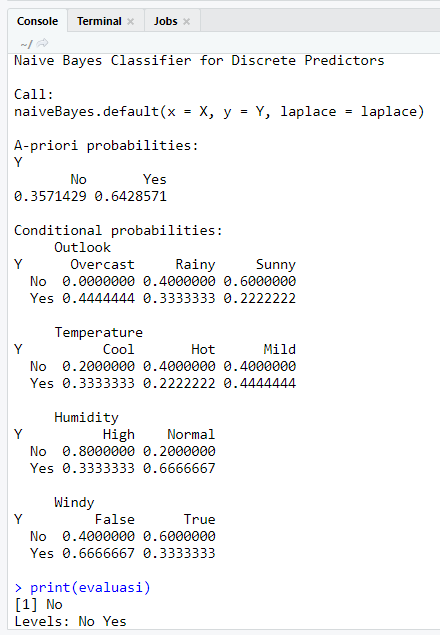 Console Terminal × Jobs ×
~/
Naive Bayes Classifier for Discrete Predictors
Call:
naiveBayes.default(x = X, y = Y, laplace = laplace)
A-priori probabilities:
Y
No Yes
0.3571429 0.6428571
Conditional probabilities:
Outlook
Y Overcast Rainy Sunny
No 0.0000000 0.4000000 0.6000000
Yes 0.4444444 0.3333333 0.2222222
Temperature
Y Cool Hot Mild
No 0.2000000 0.4000000 0.4000000
Yes 0.3333333 0.2222222 0.4444444
Humidity
Y High Normal
No 0.8000000 0.2000000
Yes 0.3333333 0.6666667
Windy
Y False True
No 0.4000000 0.6000000
Yes 0.6666667 0.3333333
> print(evaluasi)
[1] No
Levels: No Yes